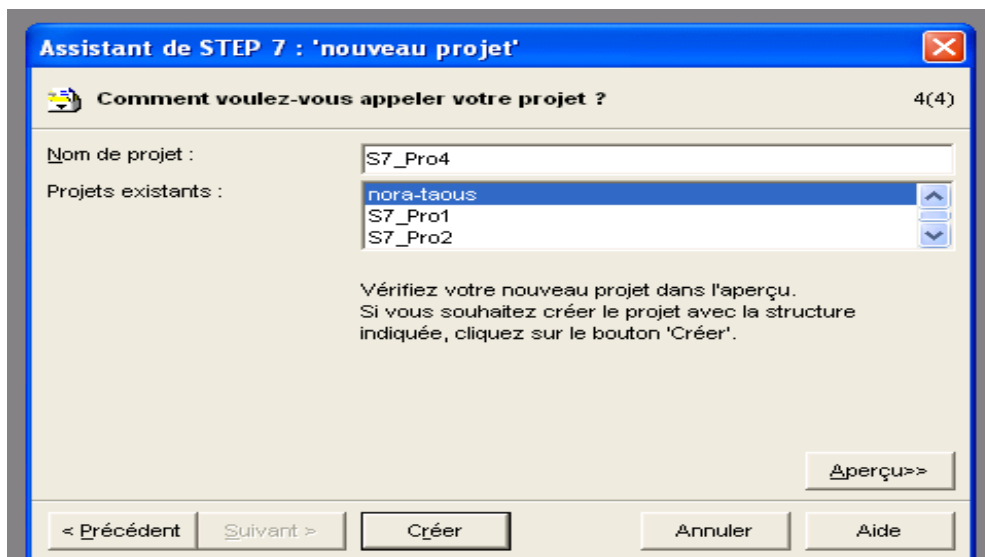 Assistant de STEP 7 : 'nouveau projet'
Comment voulez-vous appeler votre projet ? 4(4)
Nom de projet : S7_Pro4
Projets existants : nora-taous
S7_Pro1
S7_Pro2
Vérifiez votre nouveau projet dans l'aperçu.
Si vous souhaitez créer le projet avec la structure
indiquée, cliquez sur le bouton 'Créer'.
Aperçu>>
< Précédent Suivant > Créer Annuler Aide